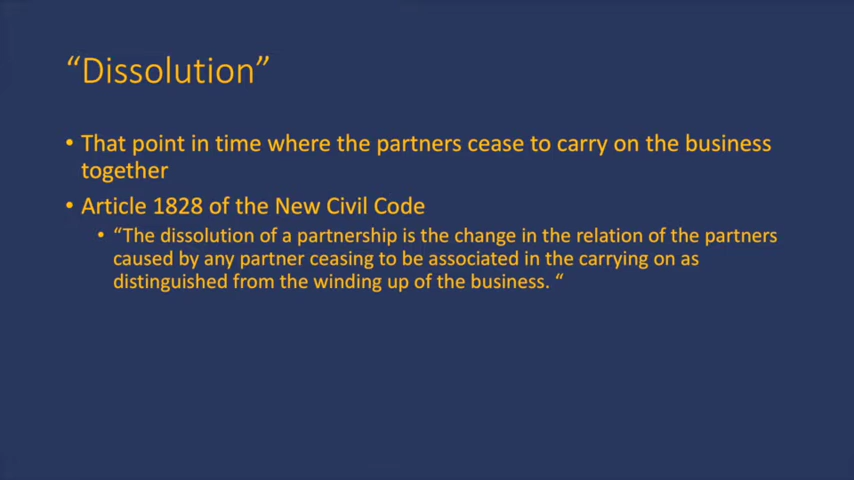 “Dissolution”
• That point in time where the partners cease to carry on the business
together
• Article 1828 of the New Civil Code
• “The dissolution of a partnership is the change in the relation of the partners
caused by any partner ceasing to be associated in the carrying on as
distinguished from the winding up of the business. “